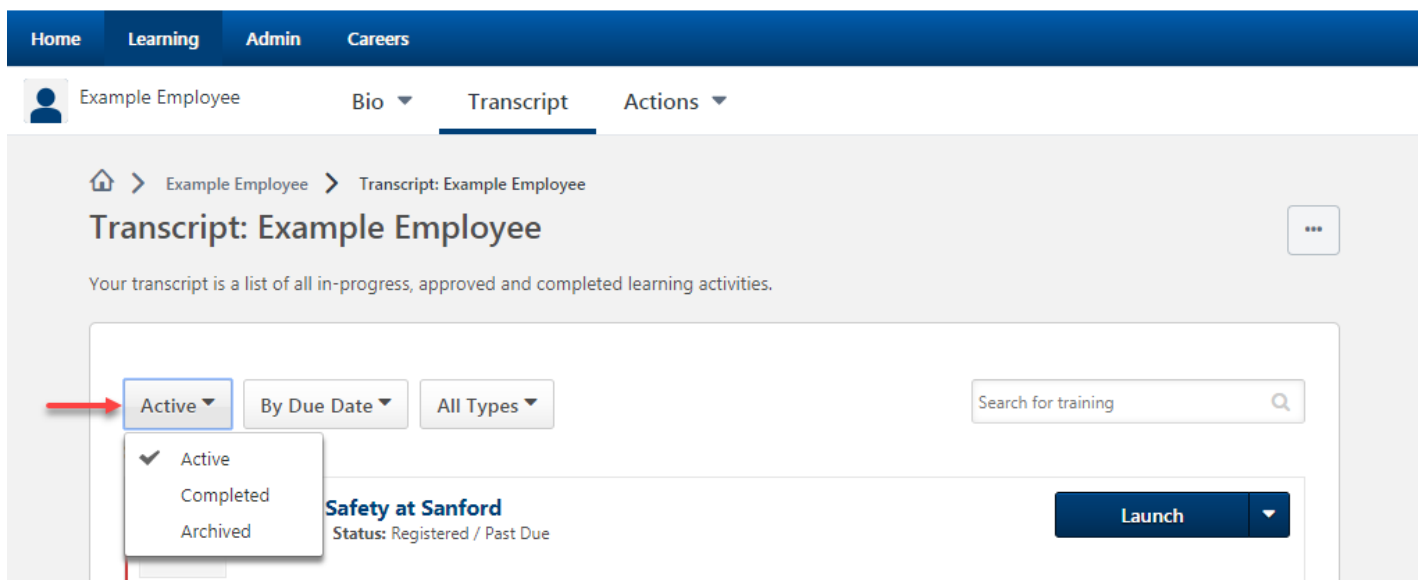 Home Learning Admin Careers
Example Employee Bio Transcript Actions
Example Employee Transcript: Example Employee
Transcript: Example Employee
Your transcript is a list of all in-progress, approved and completed learning activities.
Active By Due Date All Types Search for training
Active
Completed
Archived
Safety at Sanford
Status: Registered / Past Due
Launch